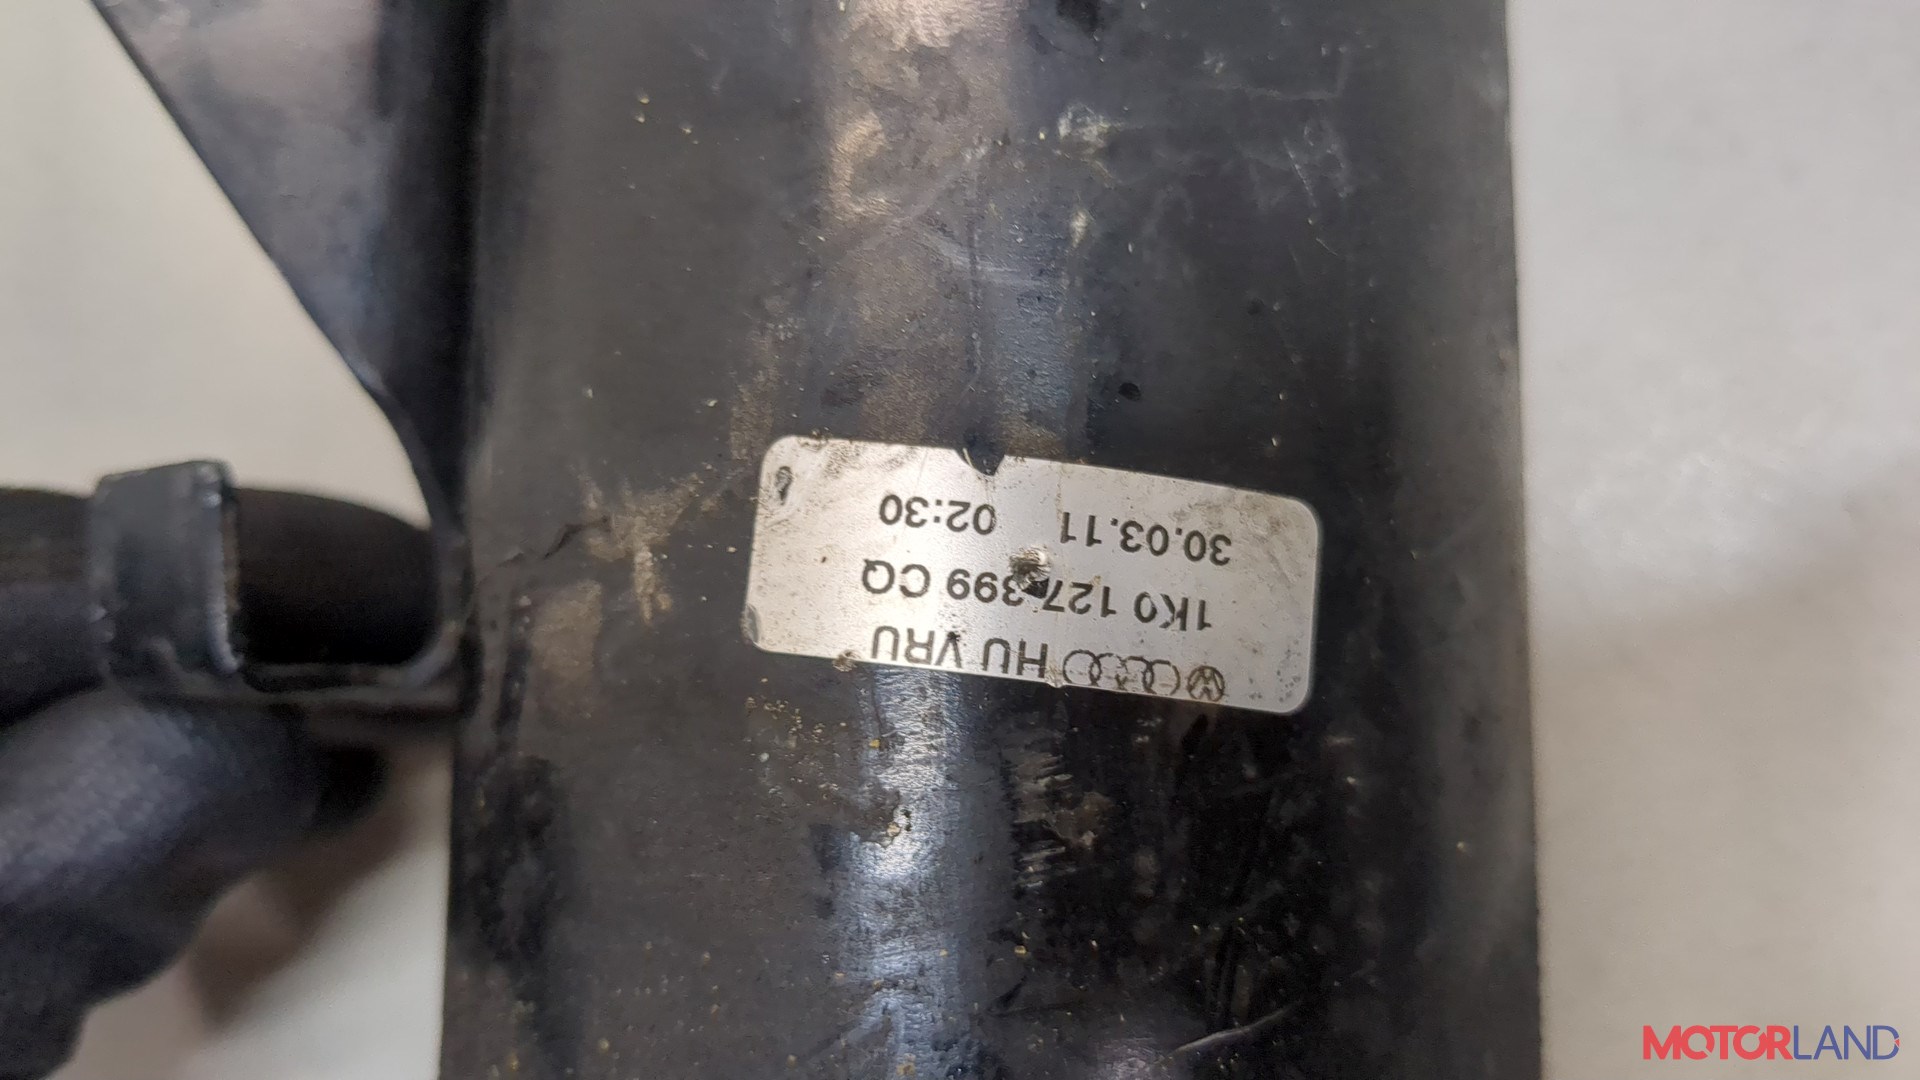 HU VRU
1K0 127 399 CQ
30.03.11 02:30
MOTORLAND